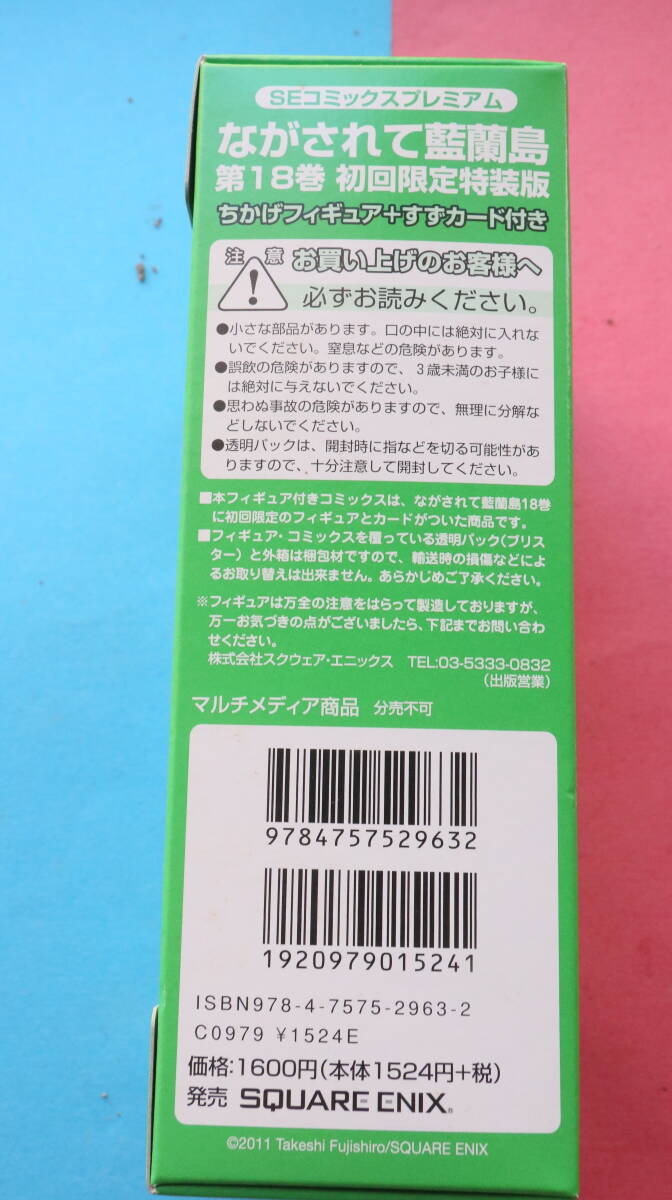 SEコミックスプレミアム
ながされて藍蘭島
第18巻 初回限定特装版
ちかげフィギュア+すずカード付き
注意 お買い上げのお客様へ
必ずお読みください。
●小さな部品があります。口の中には絶対に入れな
いでください。窒息などの危険があります。
●誤飲の危険がありますので、3歳未満のお子様に
は絶対に与えないでください。
●思わぬ事故の危険がありますので、無理に分解な
どしないでください。
●透明パックは、開封時に指などを切る可能性があ
りますので、十分注意して開封してください。
■本フィギュア付きコミックスは、ながされて藍蘭島18巻
に初回限定のフィギュアとカードがついた商品です。
■フィギュア・コミックスを覆っている透明パック(ブリス
ター)と外箱は梱包材ですので、輸送時の損傷などによ
るお取り替えは出来ません。あらかじめご了承ください。
※フィギュアは万全の注意をはらって製造しておりますが、
万一お気づきの点がございましたら、下記までお問い合わ
せください。
株式会社スクウェア・エニックス TEL:03-5333-0832
(出版営業)
マルチメディア商品 分売不可
9784757529632
1920979015241
ISBN978-4-7575-2963-2
C0979 ¥1524E
価格:1600円(本体1524円+税)
発売 SQUARE ENIX®
©2011 Takeshi Fujishiro/SQUARE ENIX